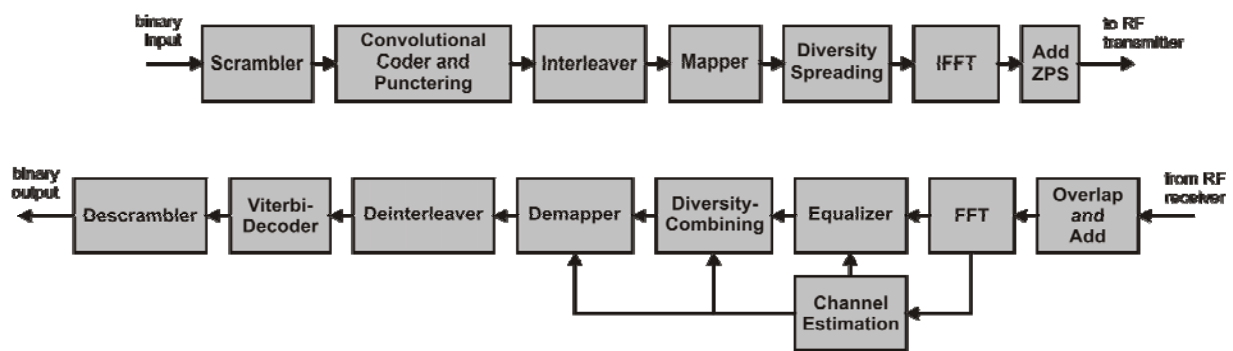 binary
input
Scrambler
Convolutional
Coder and
Punctering
Interleaver
Mapper
Diversity
Spreading
IFFT
Add
ZPS
to RF
transmitter
binary
output
Descrambler
Viterbi-
Decoder
Deinterleaver
Demapper
Diversity-
Combining
Equalizer
FFT
Overlap
and
Add
from RF
receiver
Channel
Estimation